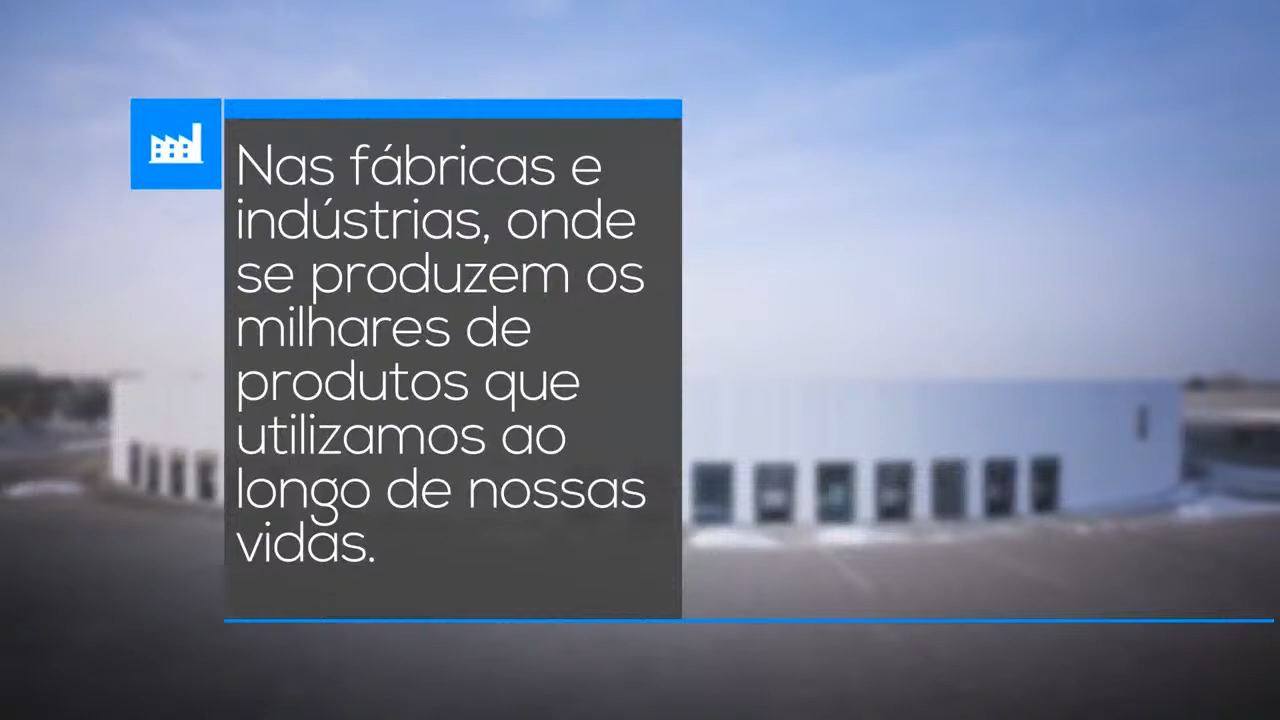 Nas fábricas e
indústrias, onde
se produzem os
milhares de
produtos que
utilizamos ao
longo de nossas
vidas.